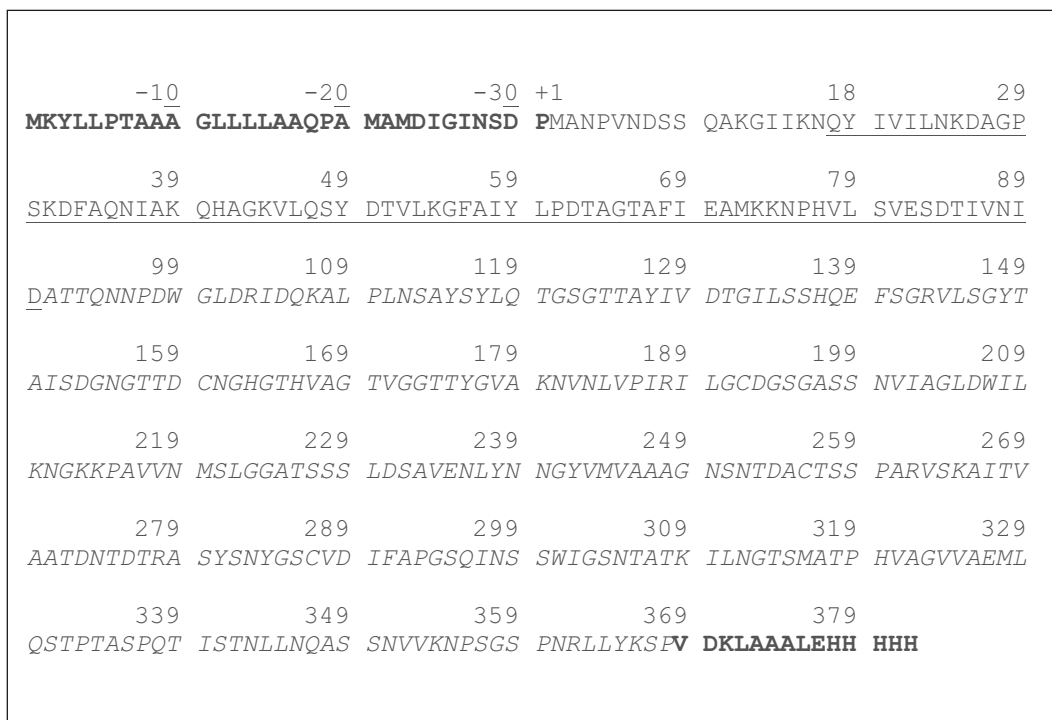 -10 -20 -30 +1 18 29
MKYLLPTAAA GLLLLAAQPA MAMDIGINSD PMANPVNDSS QAKGIIKNQY IVILNKDAGP
39 49 59 69 79 89
SKDFAQNIAK QHAGKVLQSY DTVLKGFAIY LPDTAGTAFI EAMKKNPHVL SVESDTIVNI
99 109 119 129 139 149
DATTQNNPDW GLDRIDQKAL PLNSAYSYLQ TGSGTTAYIV DTGILSSHQE FSGRVLSGYT
159 169 179 189 199 209
AISDGNGTTD CNGHGTHVAG TVGGTTYGVA KNVNLVPIRI LGCDGSGASS NVIAGLDWIL
219 229 239 249 259 269
KNGKKPAVVN MSLGGATSSS LDSAVENLYN NGYVMVAAAG NSNTDACTSS PARVSKAITV
279 289 299 309 319 329
AATDNTDTRA SYSNYGSCVD IFAPGSQINS SWIGSNTATK ILNGTSMATP HVAGVVAEML
339 349 359 369 379
QSTPTASPQT ISTNLLNQAS SNVVKNPSGS PNRLLYKSPV DKLAAALEHH HHH